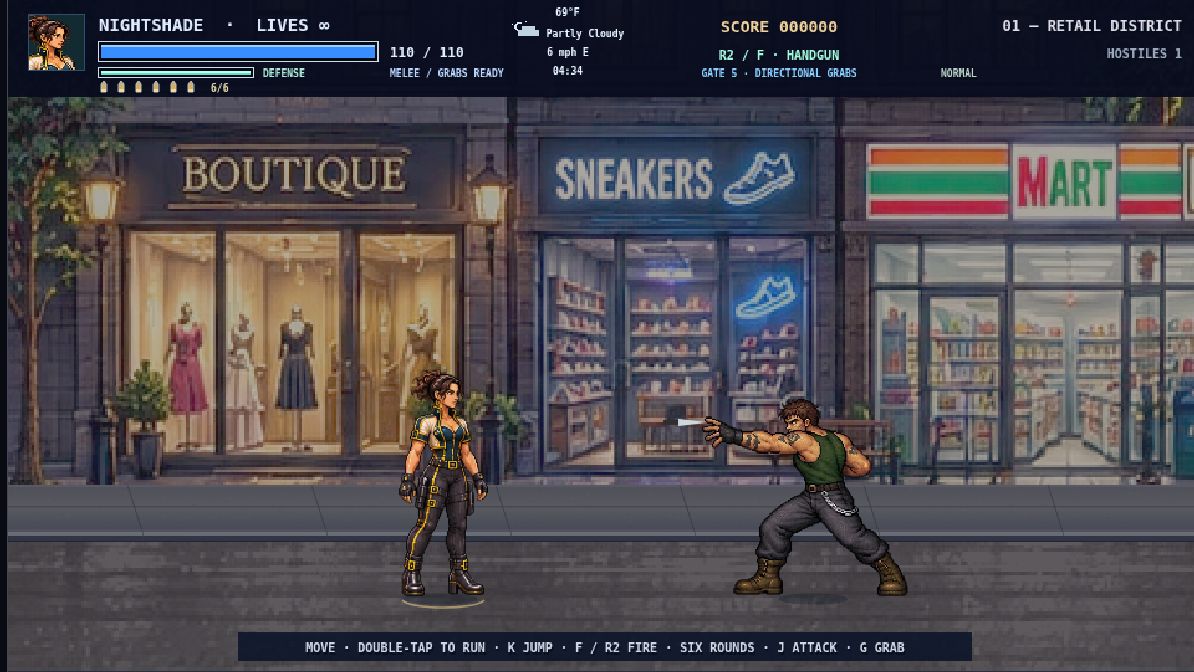 NIGHTSHADE · LIVES ∞
110 / 110
DEFENSE
MELEE / GRABS READY
6/6
69°F
Partly Cloudy
6 mph E
04:34
SCORE 000000
R2 / F · HANDGUN
GATE 5 · DIRECTIONAL GRABS
NORMAL
01 — RETAIL DISTRICT
HOSTILES 1
BOUTIQUE
SNEAKERS
MART
MOVE · DOUBLE-TAP TO RUN · K JUMP · F / R2 FIRE · SIX ROUNDS · J ATTACK · G GRAB